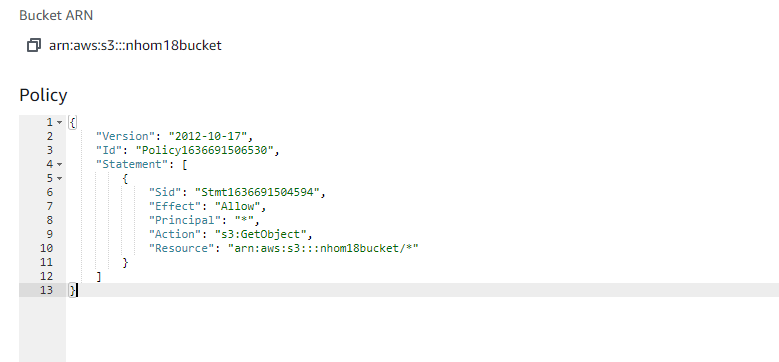 Bucket ARN
arn:aws:s3:::nhom18bucket
Policy
1 {
2 "Version": "2012-10-17",
3 "Id": "Policy1636691506530",
4 "Statement": [
5 {
6 "Sid": "Stmt1636691504594",
7 "Effect": "Allow",
8 "Principal": "*",
9 "Action": "s3:GetObject",
10 "Resource": "arn:aws:s3:::nhom18bucket/*"
11 }
12 ]
13 }